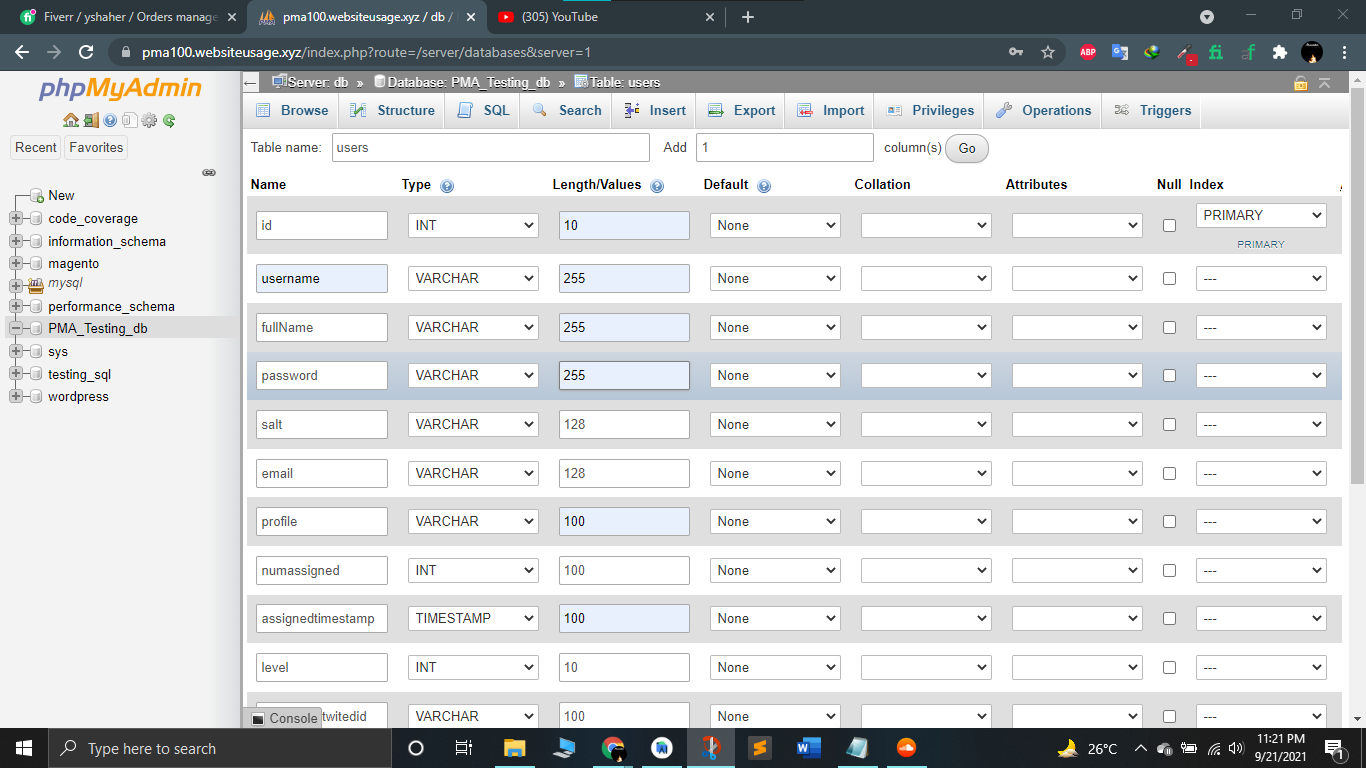 Fiverr / yshaher / Orders manage
pma100.websiteusage.xyz / db /
(305) YouTube
pma100.websiteusage.xyz/index.php?route=/server/databases&server=1
ABP
phpMyAdmin
Server: db » Database: PMA_Testing_db » Table: users
Browse Structure SQL Search Insert Export Import Privileges Operations Triggers
Recent Favorites
New
code_coverage
information_schema
magento
mysql
performance_schema
PMA_Testing_db
sys
testing_sql
wordpress
Table name: users Add 1 column(s) Go
Name Type Length/Values Default Collation Attributes Null Index
id INT 10 None PRIMARY
PRIMARY
username VARCHAR 255 None ---
fullName VARCHAR 255 None ---
password VARCHAR 255 None ---
salt VARCHAR 128 None ---
email VARCHAR 128 None ---
profile VARCHAR 100 None ---
numassigned INT 100 None ---
assignedtimestamp TIMESTAMP 100 None ---
level INT 10 None ---
twitedid VARCHAR 100 None ---
Console
Type here to search
26°C
11:21 PM
9/21/2021
1